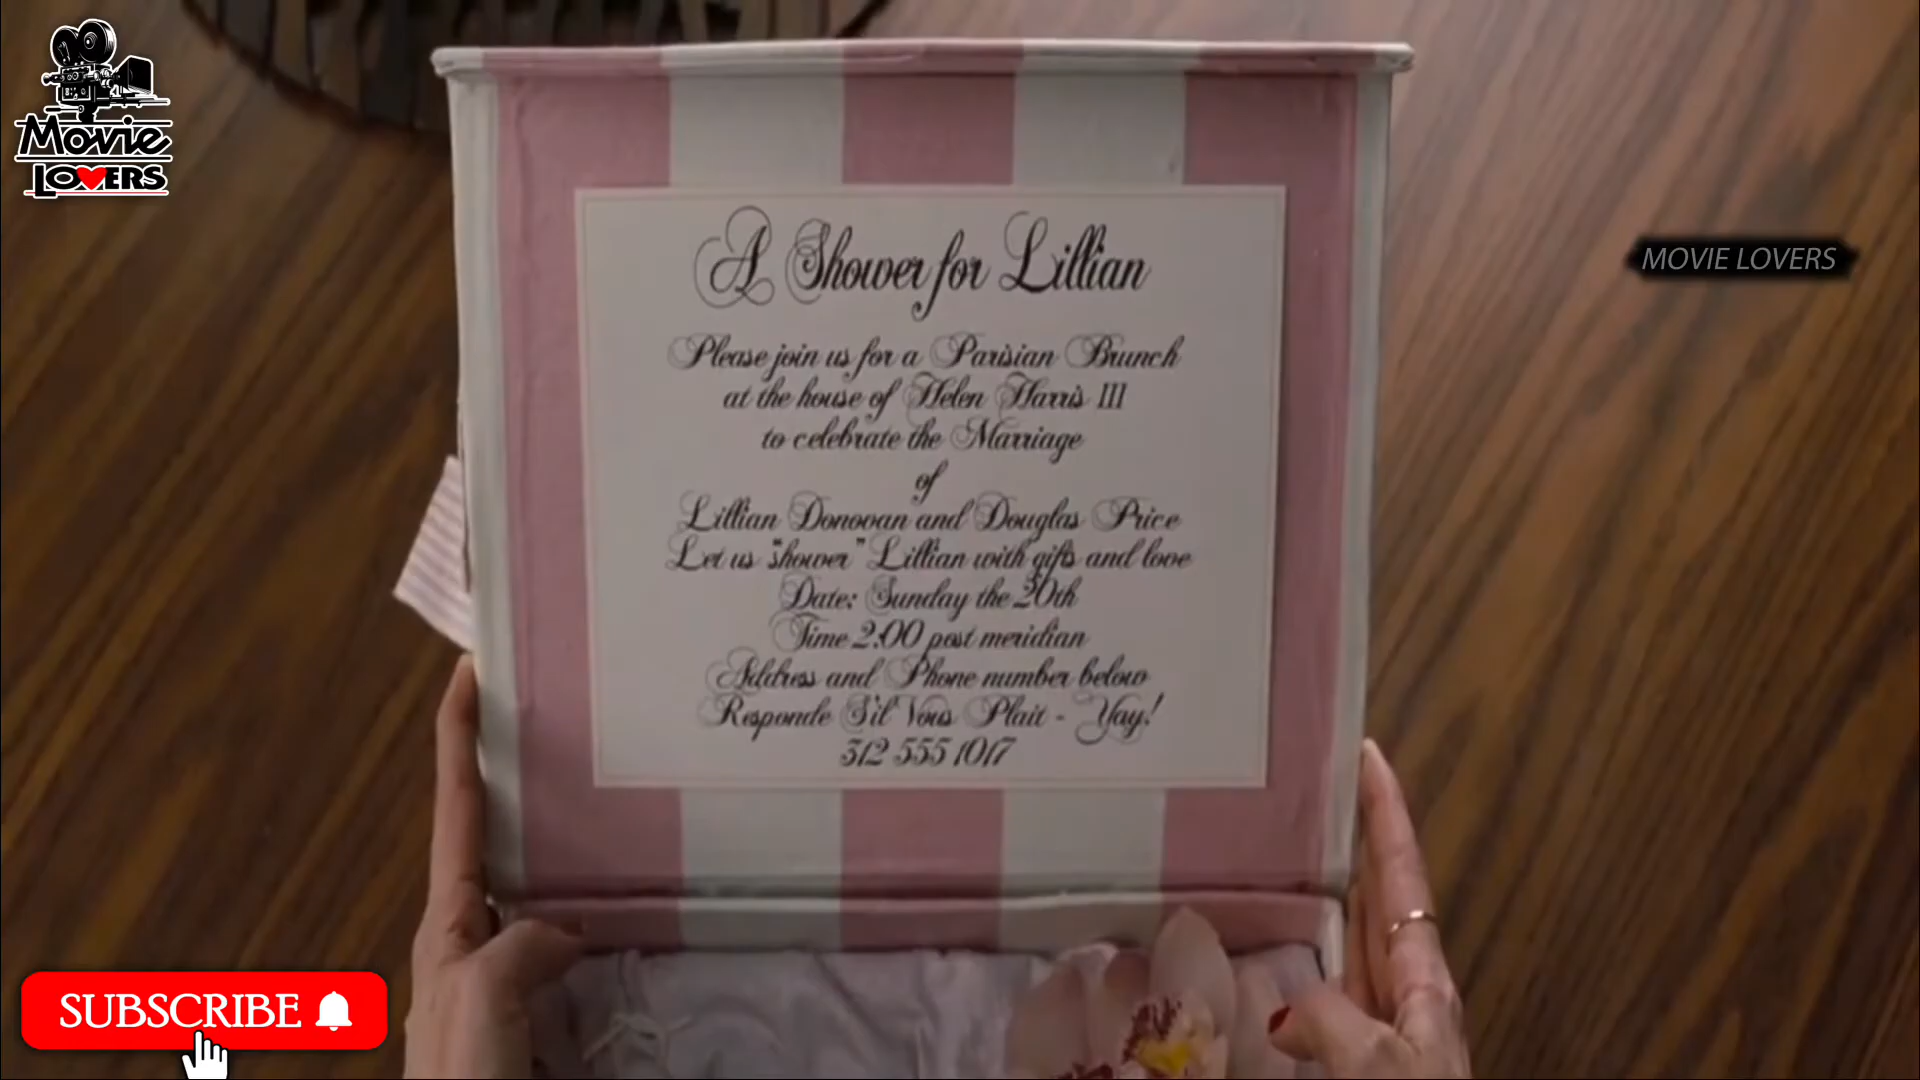 Movie
LOVERS
MOVIE LOVERS
A Shower for Lillian
Please join us for a Parisian Brunch
at the house of Helen Harris III
to celebrate the Marriage
of
Lillian Donovan and Douglas Price
Let us "shower" Lillian with gifts and love
Date: Sunday the 20th
Time 2:00 post meridian
Address and Phone number below
Responde Sil Vous Plait - Yay!
312 555 1017
SUBSCRIBE